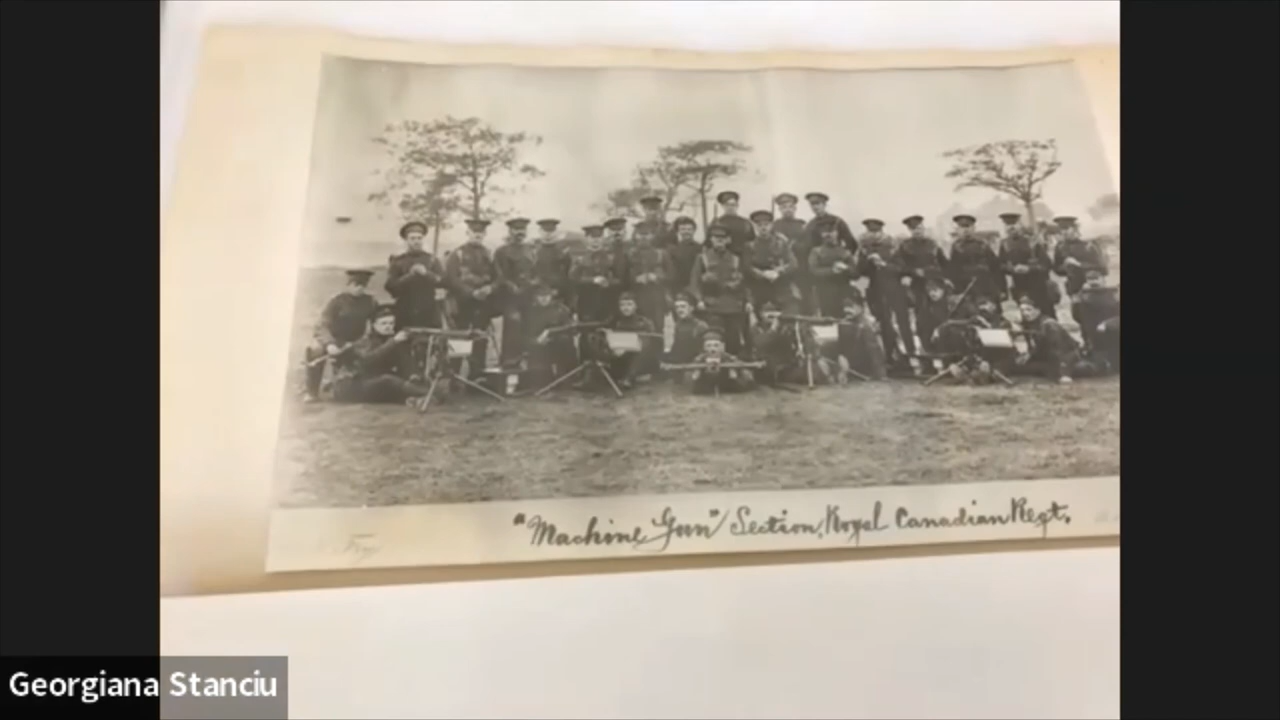 "Machine Gun" Section, Royal Canadian Regt.
Georgiana Stanciu